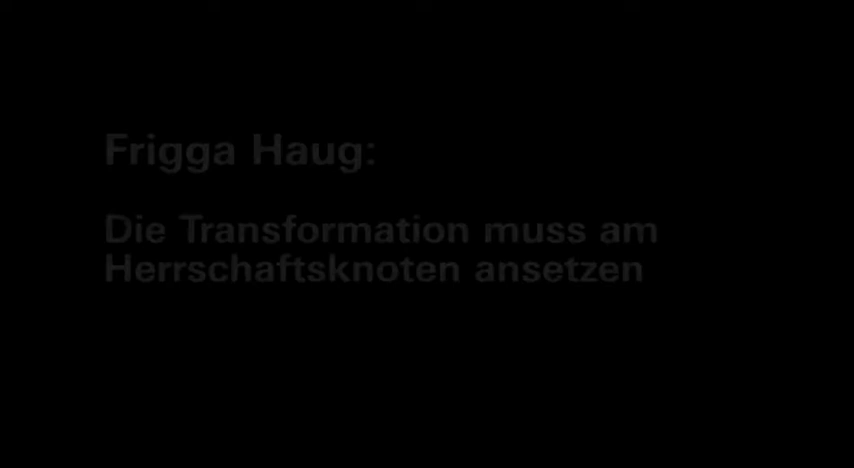 Frigga Haug:
Die Transformation muss am
Herrschaftsknoten ansetzen